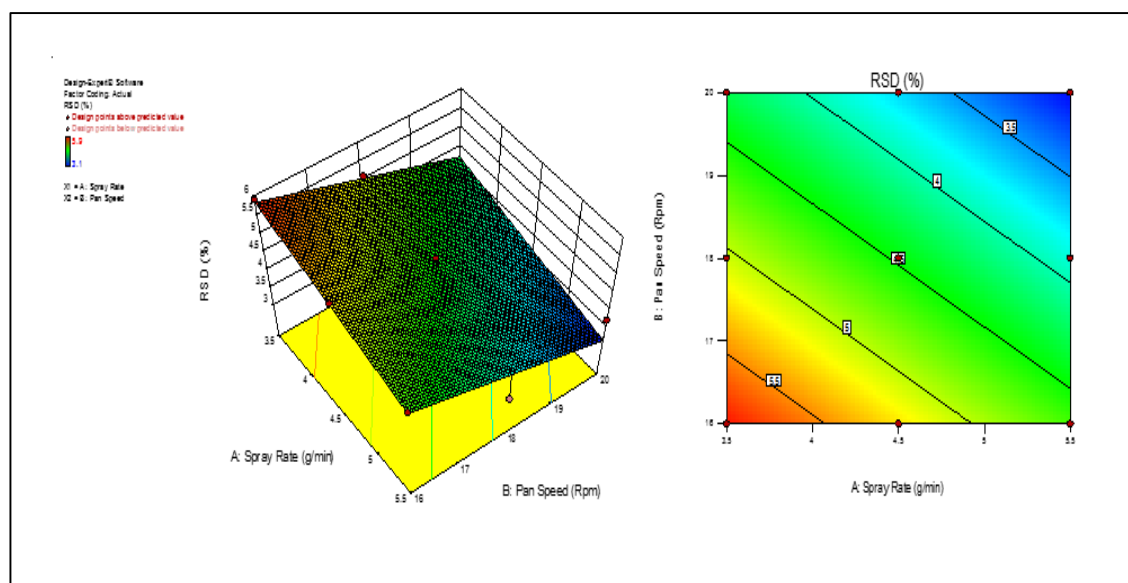 Design-Expert® Software
Factor Coding: Actual
RSD (%)
Design points above predicted value
Design points below predicted value
5.9
X1 = A: Spray Rate
X2 = B: Pan Speed
6
5.5
5
4.5
4
3.5
3
RSD (%)
3.5
4
4.5
5
5.5
A: Spray Rate (g/min)
16
17
18
19
20
B: Pan Speed (Rpm)
RSD (%)
20
19
18
17
16
B: Pan Speed (Rpm)
3.5
4
5
5.5
3.5
4
4.5
5
5.5
A: Spray Rate (g/min)